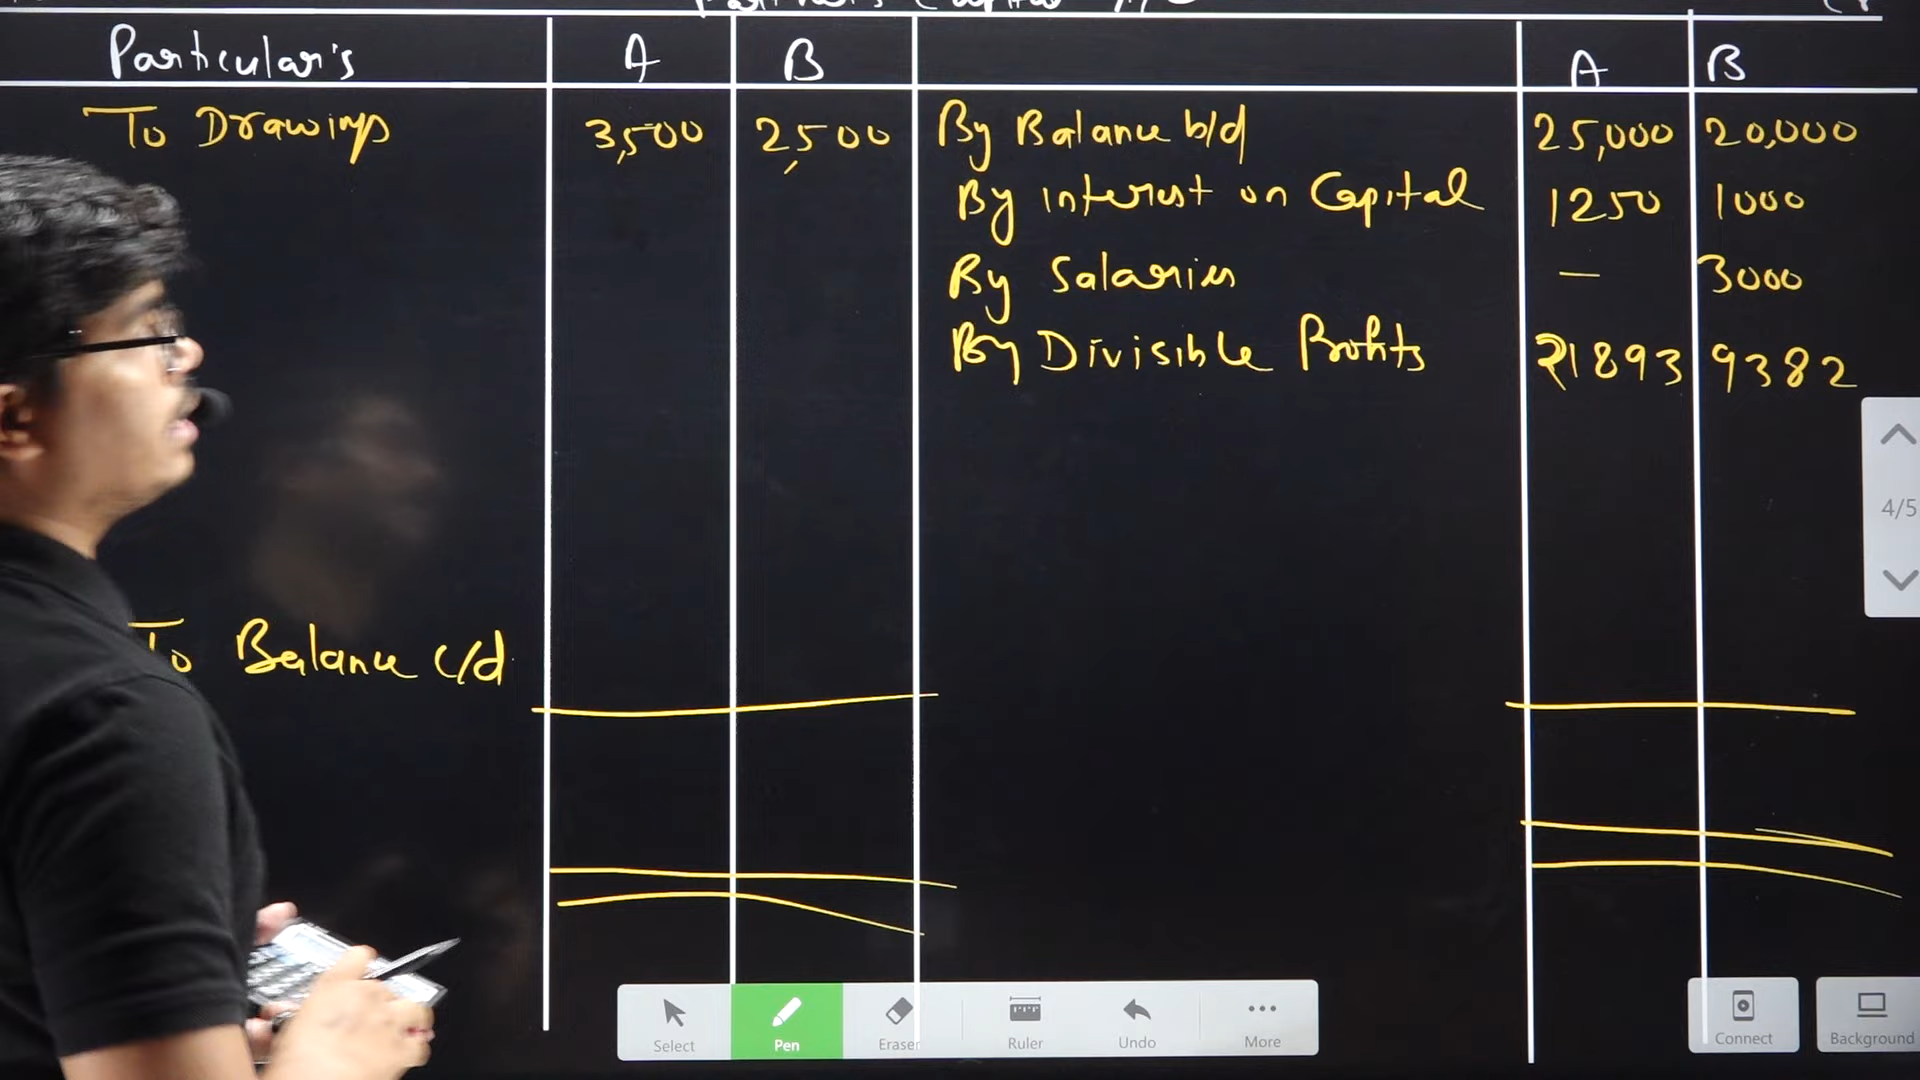 Partner's Capital A/c
Particular's A B A B
To Drawings 3,500 2,500 By Balance b/d 25,000 20,000
By Interest on Capital 1250 1000
By Salaries — 3000
By Divisible Profits 21893 9382
4/5
To Balance c/d
Select Pen Eraser Ruler Undo More Connect Background